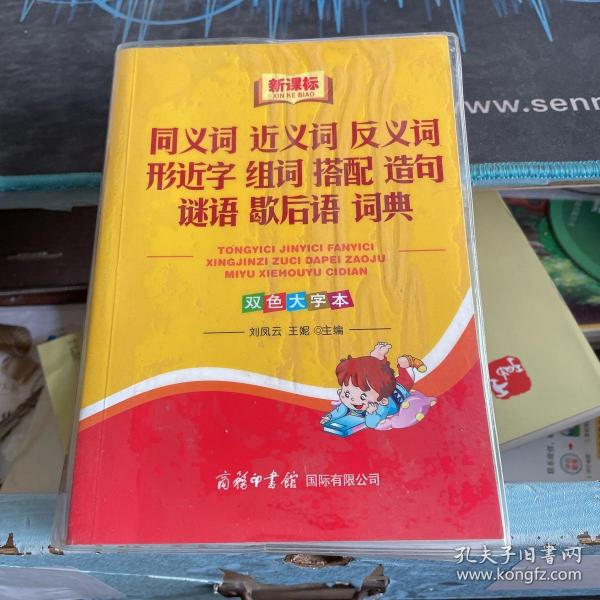 新课标
XIN KE BIAO
同义词 近义词 反义词
形近字 组词 搭配 造句
谜语 歇后语 词典
TONGYICI JINYICI FANYICI
XINGJINZI ZUCI DAPEI ZAOJU
MIYU XIEHOUYU CIDIAN
双色大字本
刘凤云 王妮 ◎主编
商務印書館 国际有限公司
www.senn
孔夫子旧书网
www.kongfz.com